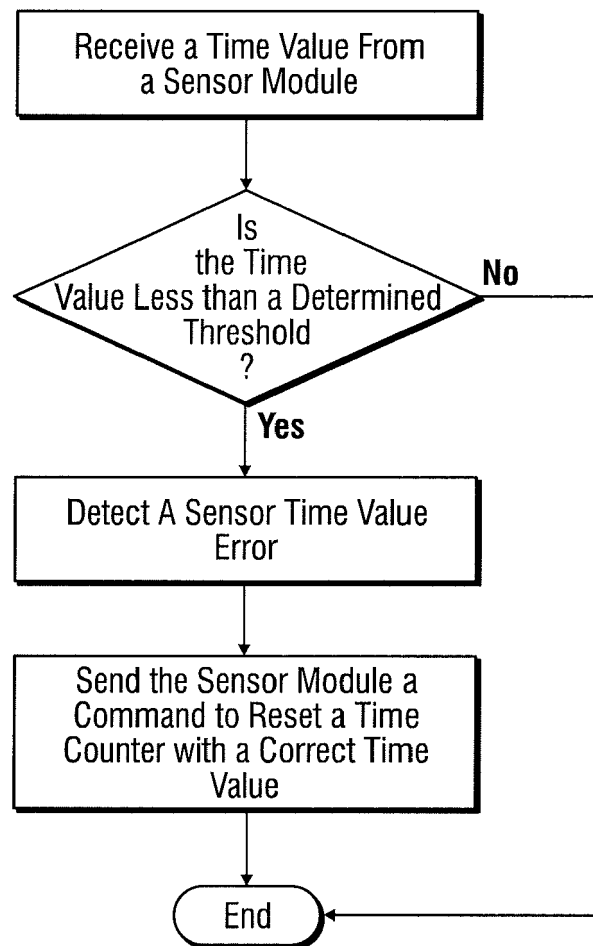 Receive a Time Value From
a Sensor Module
Is
the Time
Value Less than a Determined
Threshold
?
No
Yes
Detect A Sensor Time Value
Error
Send the Sensor Module a
Command to Reset a Time
Counter with a Correct Time
Value
End